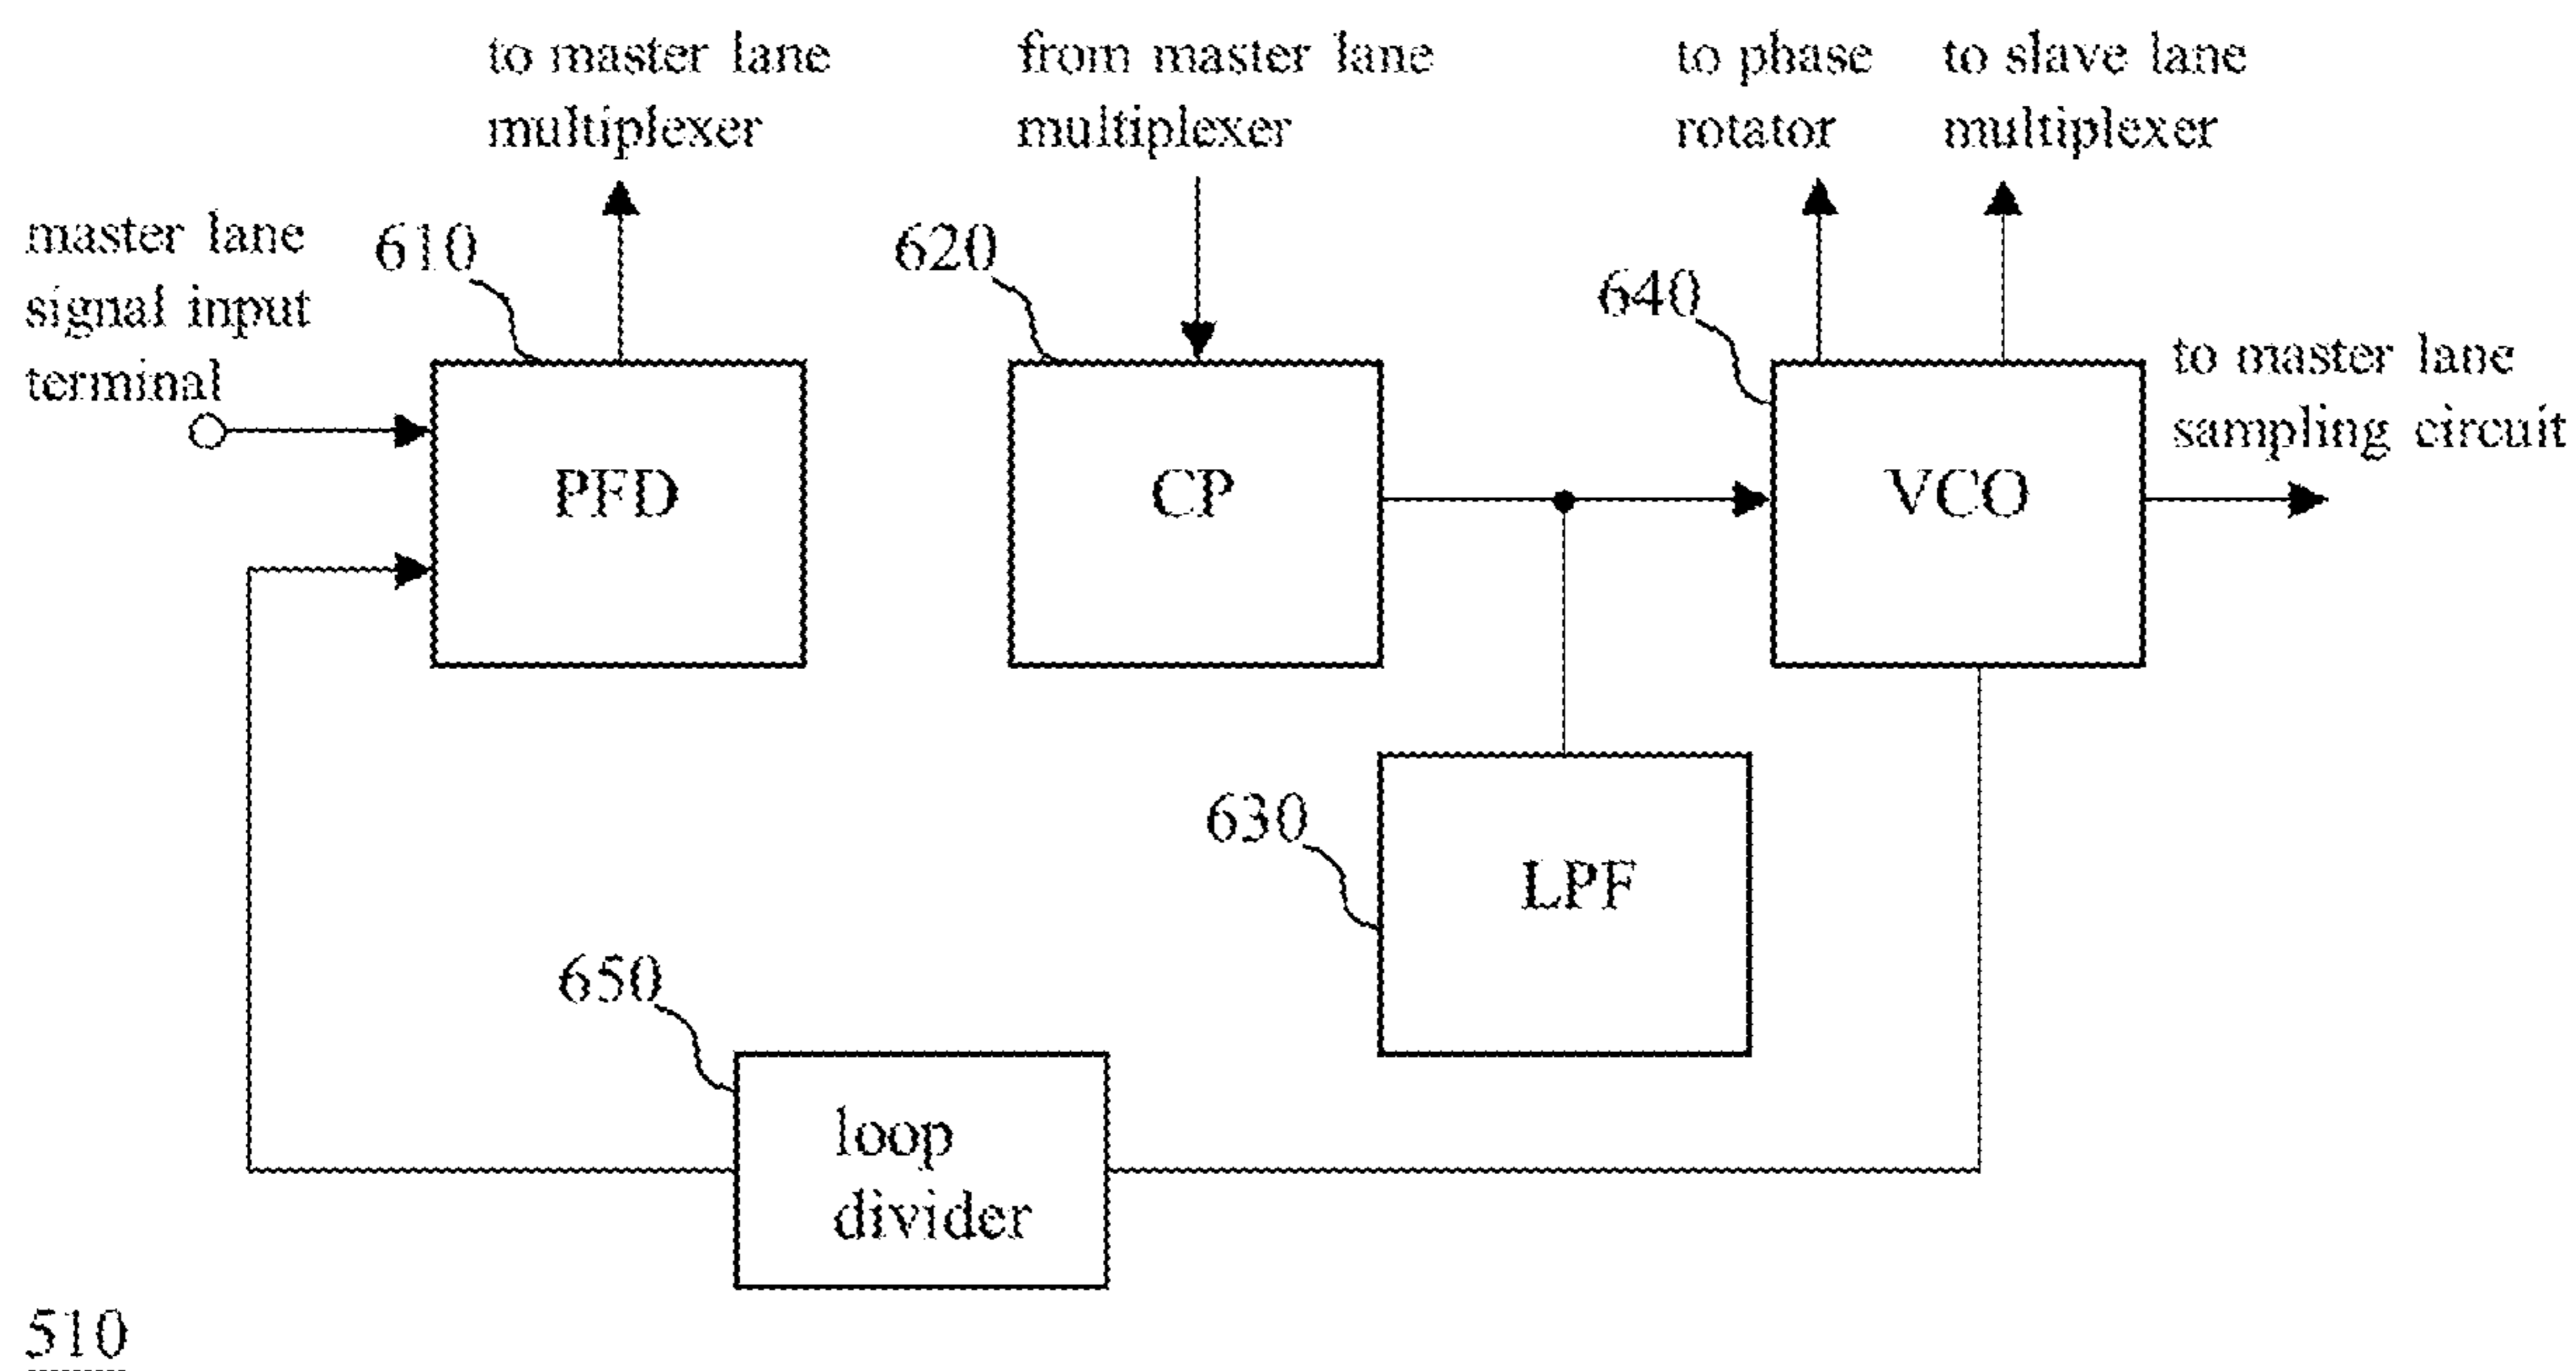 to master lane
multiplexer
from master lane
multiplexer
to phase
rotator
to slave lane
multiplexer
master lane
signal input
terminal
610
620
640
to master lane
sampling circuit
PFD
CP
VCO
630
LPF
650
loop
divider
510